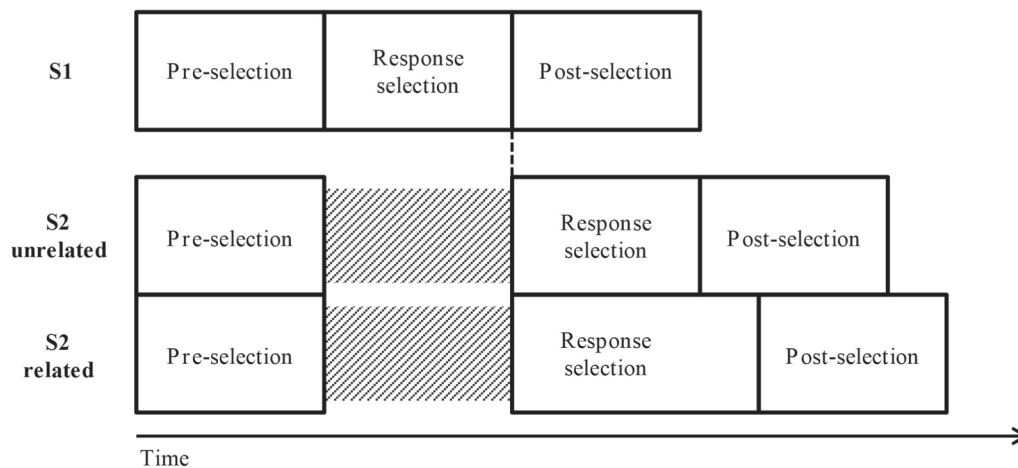 S1
Pre-selection
Response
selection
Post-selection
S2
unrelated
Pre-selection
Response
selection
Post-selection
S2
related
Pre-selection
Response
selection
Post-selection
Time